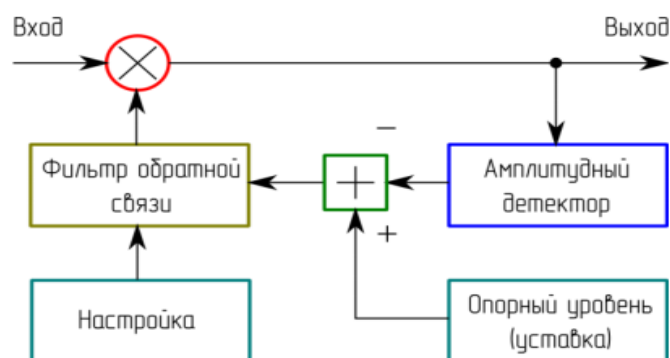 Вход
Выход
−
Фильтр обратной
связи
+
Амплитудный
детектор
+
Настройка
Опорный уровень
(уставка)